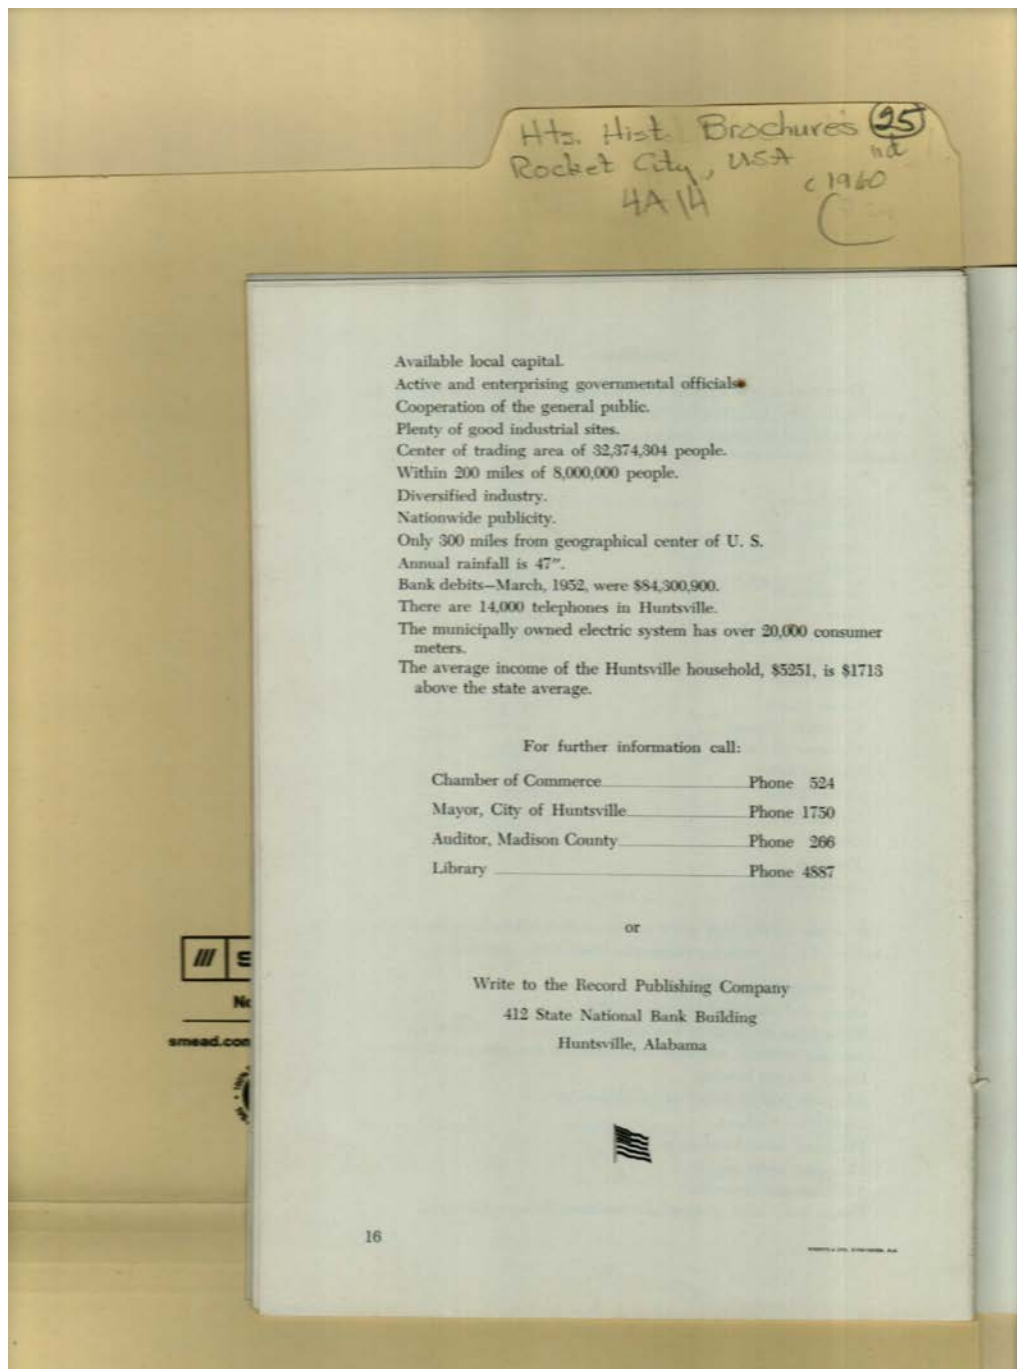 Hts. Hist. Brochures 25
Rocket City, USA nd
c 1960
4A14
Available local capital.
Active and enterprising governmental officials.
Cooperation of the general public.
Plenty of good industrial sites.
Center of trading area of 32,374,304 people.
Within 200 miles of 8,000,000 people.
Diversified industry.
Nationwide publicity.
Only 300 miles from geographical center of U. S.
Annual rainfall is 47".
Bank debits—March, 1952, were $84,300,900.
There are 14,000 telephones in Huntsville.
The municipally owned electric system has over 20,000 consumer
meters.
The average income of the Huntsville household, $5251, is $1713
above the state average.
For further information call:
Chamber of Commerce Phone 524
Mayor, City of Huntsville Phone 1750
Auditor, Madison County Phone 266
Library Phone 4887
or
Write to the Record Publishing Company
412 State National Bank Building
Huntsville, Alabama
S
No
smead.con
16